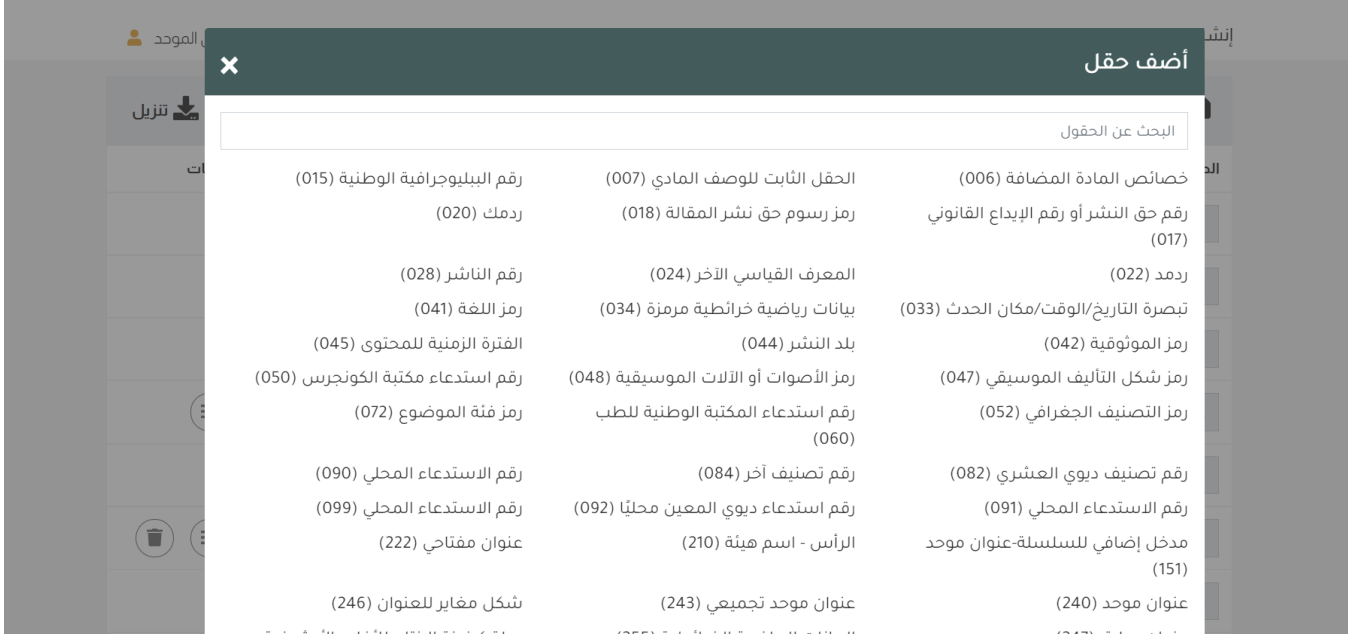 الموحد
أضف حقل
تنزيل
البحث عن الحقول
خصائص المادة المضافة (006)
الحقل الثابت للوصف المادي (007)
رقم الببليوجرافية الوطنية (015)
رقم حق النشر أو رقم الإيداع القانوني
(017)
رمز رسوم حق نشر المقالة (018)
ردمك (020)
ردمد (022)
المعرف القياسي الآخر (024)
رقم الناشر (028)
تبصرة التاريخ/الوقت/مكان الحدث (033)
بيانات رياضية خرائطية مرمزة (034)
رمز اللغة (041)
رمز الموثوقية (042)
بلد النشر (044)
الفترة الزمنية للمحتوى (045)
رمز شكل التأليف الموسيقي (047)
رمز الأصوات أو الآلات الموسيقية (048)
رقم استدعاء مكتبة الكونجرس (050)
رمز التصنيف الجغرافي (052)
رقم استدعاء المكتبة الوطنية للطب
(060)
رمز فئة الموضوع (072)
رقم تصنيف ديوي العشري (082)
رقم تصنيف آخر (084)
رقم الاستدعاء المحلي (090)
رقم الاستدعاء المحلي (091)
رقم استدعاء ديوي المعين محليًا (092)
رقم الاستدعاء المحلي (099)
مدخل إضافي للسلسلة-عنوان موحد
(151)
الرأس - اسم هيئة (210)
عنوان مفتاحي (222)
عنوان موحد (240)
عنوان موحد تجميعي (243)
شكل مغاير للعنوان (246)